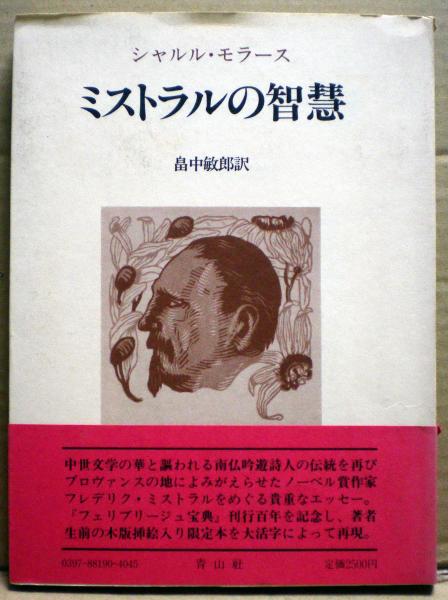 シャルル・モラース
ミストラルの智慧
畠中敏郎訳
中世文学の華と謳われる南仏吟遊詩人の伝統を再び
プロヴァンスの地によみがえらせたノーベル賞作家
フレデリク・ミストラルをめぐる貴重なエッセー。
『フェリブリージュ宝典』刊行百年を記念し、著者
生前の木版挿絵入り限定本を大活字によって再現。
0397-88190-4045 青山社 定価2500円